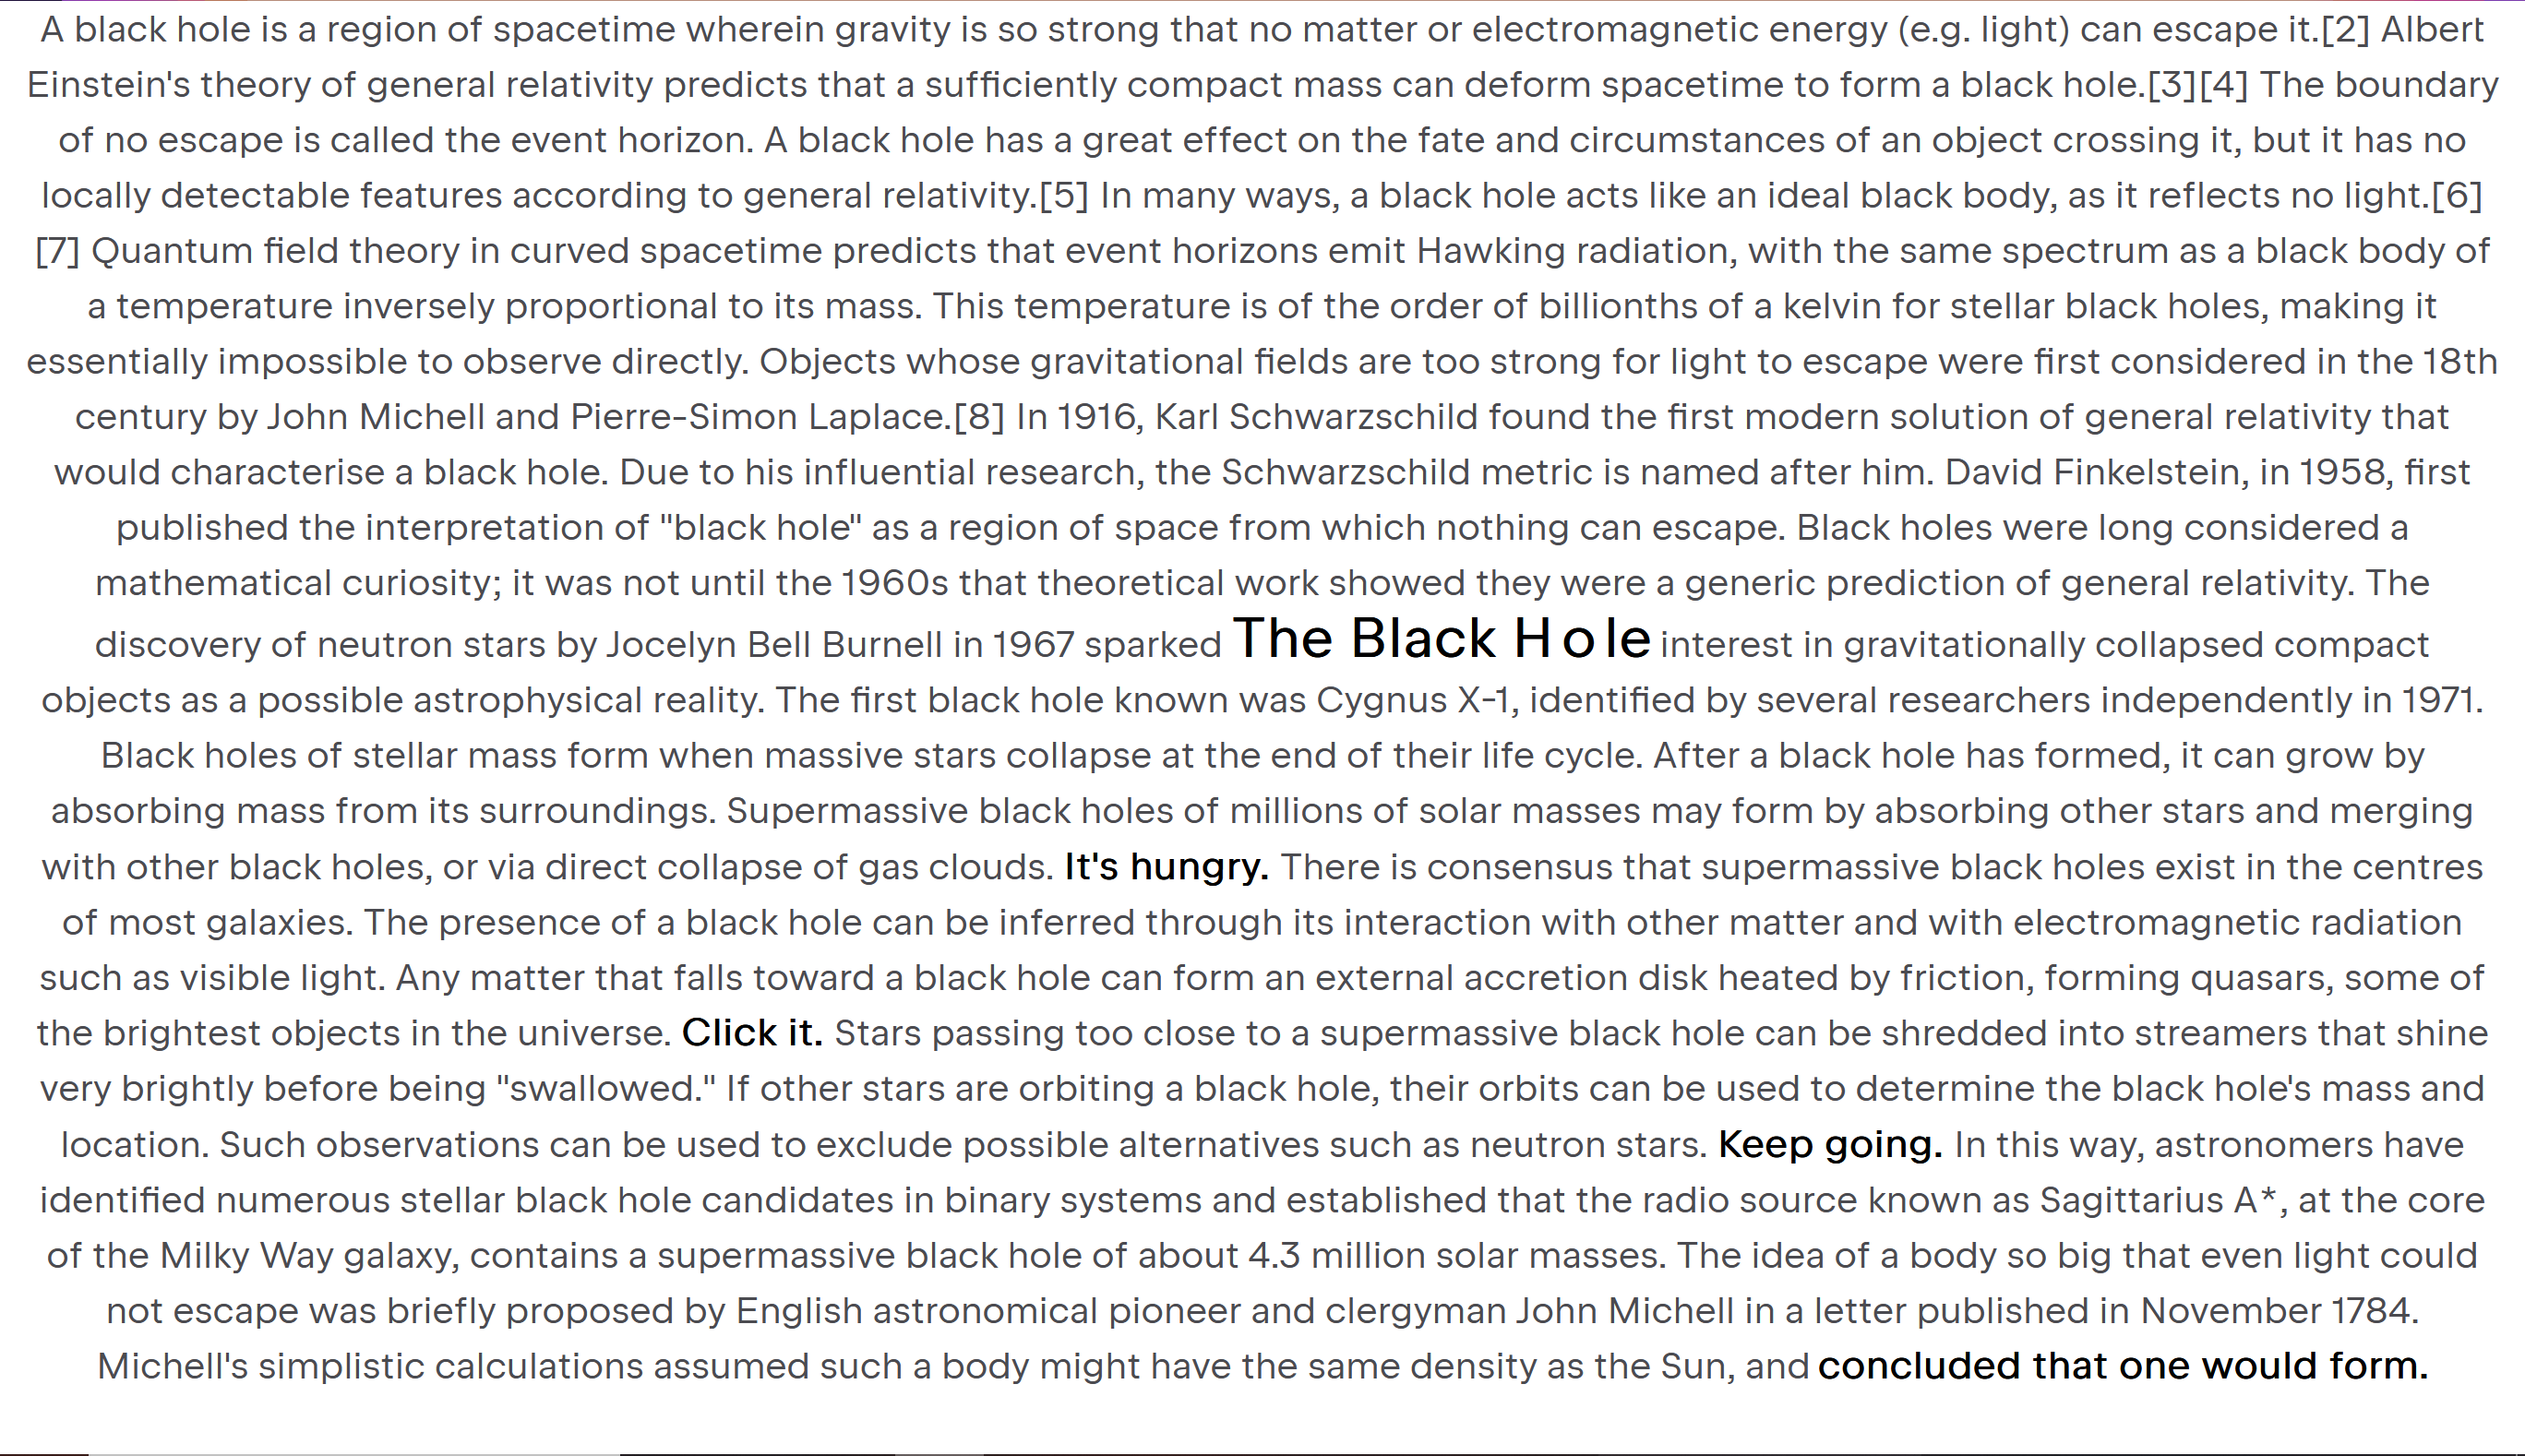 A black hole is a region of spacetime wherein gravity is so strong that no matter or electromagnetic energy (e.g. light) can escape it.[2] Albert
Einstein's theory of general relativity predicts that a sufficiently compact mass can deform spacetime to form a black hole.[3][4] The boundary
of no escape is called the event horizon. A black hole has a great effect on the fate and circumstances of an object crossing it, but it has no
locally detectable features according to general relativity.[5] In many ways, a black hole acts like an ideal black body, as it reflects no light.[6]
[7] Quantum field theory in curved spacetime predicts that event horizons emit Hawking radiation, with the same spectrum as a black body of
a temperature inversely proportional to its mass. This temperature is of the order of billionths of a kelvin for stellar black holes, making it
essentially impossible to observe directly. Objects whose gravitational fields are too strong for light to escape were first considered in the 18th
century by John Michell and Pierre-Simon Laplace.[8] In 1916, Karl Schwarzschild found the first modern solution of general relativity that
would characterise a black hole. Due to his influential research, the Schwarzschild metric is named after him. David Finkelstein, in 1958, first
published the interpretation of "black hole" as a region of space from which nothing can escape. Black holes were long considered a
mathematical curiosity; it was not until the 1960s that theoretical work showed they were a generic prediction of general relativity. The
discovery of neutron stars by Jocelyn Bell Burnell in 1967 sparked The Black H o le interest in gravitationally collapsed compact
objects as a possible astrophysical reality. The first black hole known was Cygnus X-1, identified by several researchers independently in 1971.
Black holes of stellar mass form when massive stars collapse at the end of their life cycle. After a black hole has formed, it can grow by
absorbing mass from its surroundings. Supermassive black holes of millions of solar masses may form by absorbing other stars and merging
with other black holes, or via direct collapse of gas clouds. It's hungry. There is consensus that supermassive black holes exist in the centres
of most galaxies. The presence of a black hole can be inferred through its interaction with other matter and with electromagnetic radiation
such as visible light. Any matter that falls toward a black hole can form an external accretion disk heated by friction, forming quasars, some of
the brightest objects in the universe. Click it. Stars passing too close to a supermassive black hole can be shredded into streamers that shine
very brightly before being "swallowed." If other stars are orbiting a black hole, their orbits can be used to determine the black hole's mass and
location. Such observations can be used to exclude possible alternatives such as neutron stars. Keep going. In this way, astronomers have
identified numerous stellar black hole candidates in binary systems and established that the radio source known as Sagittarius A*, at the core
of the Milky Way galaxy, contains a supermassive black hole of about 4.3 million solar masses. The idea of a body so big that even light could
not escape was briefly proposed by English astronomical pioneer and clergyman John Michell in a letter published in November 1784.
Michell's simplistic calculations assumed such a body might have the same density as the Sun, and concluded that one would form.